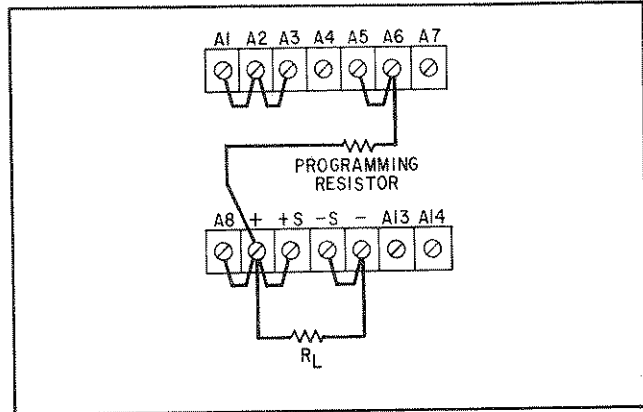 A1 A2 A3 A4 A5 A6 A7
PROGRAMMING
RESISTOR
A8 + +S -S - A13 A14
RL